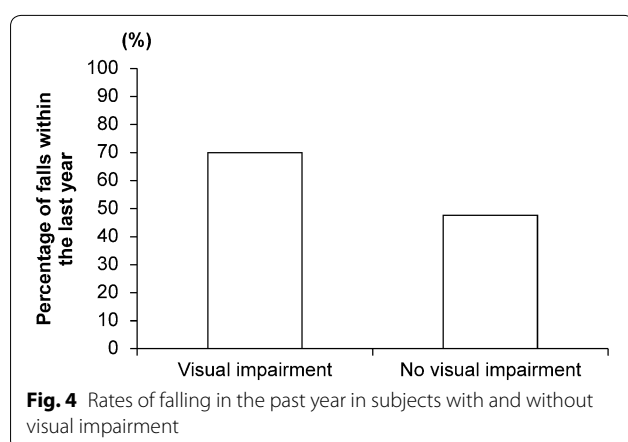 (%)
Percentage of falls within
the last year
100
90
80
70
60
50
40
30
20
10
0
Visual impairment No visual impairment
Fig. 4 Rates of falling in the past year in subjects with and without
visual impairment